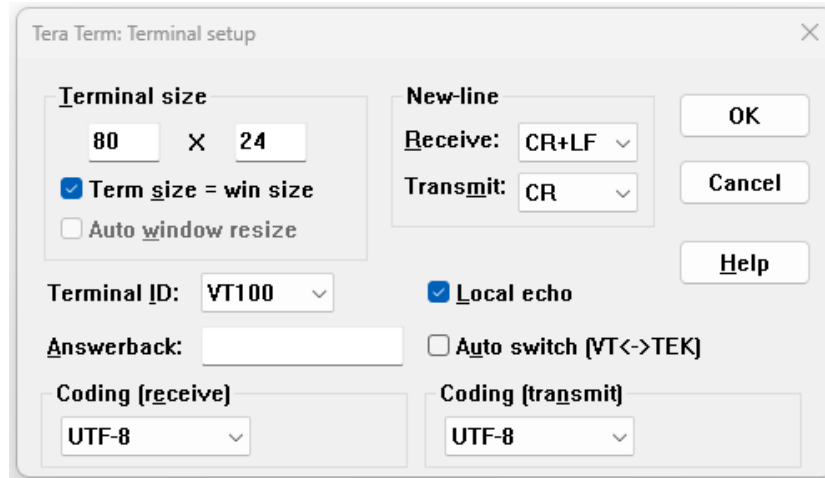 Tera Term: Terminal setup
Terminal size
80 X 24
Term size = win size
Auto window resize
New-line
Receive: CR+LF
Transmit: CR
OK
Cancel
Help
Terminal ID: VT100
Local echo
Answerback:
Auto switch (VT<->TEK)
Coding (receive)
UTF-8
Coding (transmit)
UTF-8